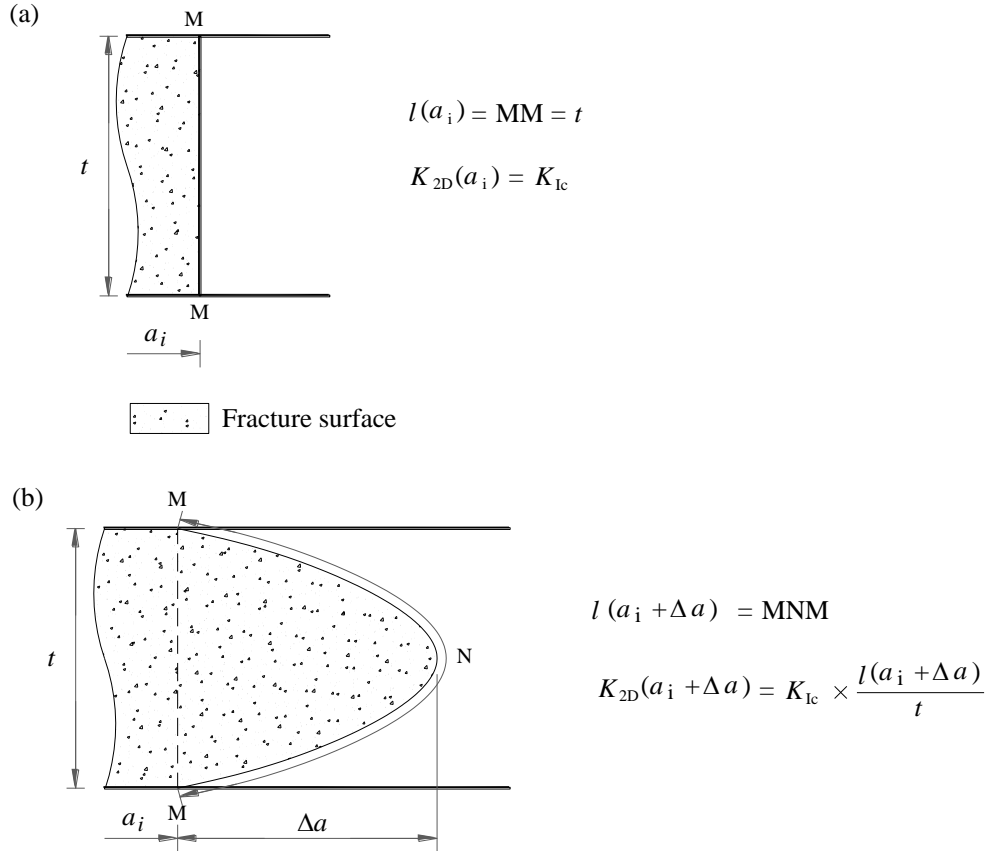 (a)
M
t
l(a_i) = MM = t
K_2D(a_i) = K_Ic
M
a_i
Fracture surface
(b)
M
l(a_i + Δa) = MNM
t
N
K_2D(a_i + Δa) = K_Ic × l(a_i + Δa) / t
M
a_i
Δa